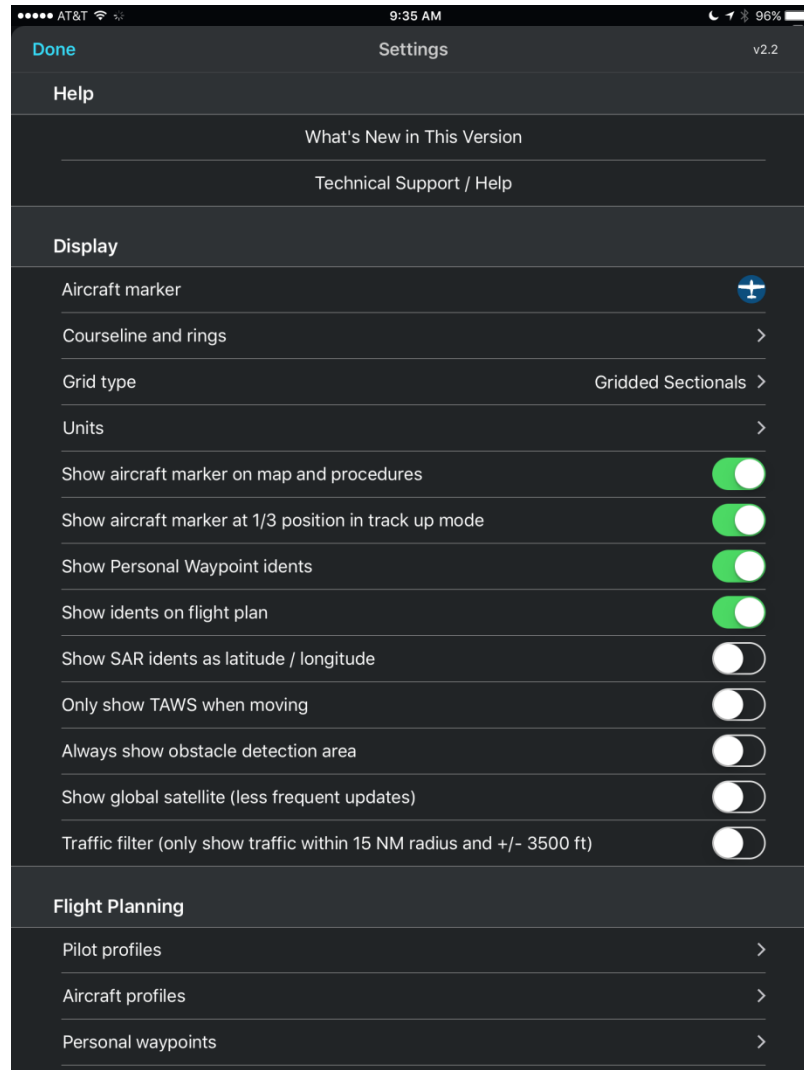 AT&T 9:35 AM 96%
Done Settings v2.2
Help
What's New in This Version
Technical Support / Help
Display
Aircraft marker
Courseline and rings
Grid type Gridded Sectionals
Units
Show aircraft marker on map and procedures
Show aircraft marker at 1/3 position in track up mode
Show Personal Waypoint idents
Show idents on flight plan
Show SAR idents as latitude / longitude
Only show TAWS when moving
Always show obstacle detection area
Show global satellite (less frequent updates)
Traffic filter (only show traffic within 15 NM radius and +/- 3500 ft)
Flight Planning
Pilot profiles
Aircraft profiles
Personal waypoints